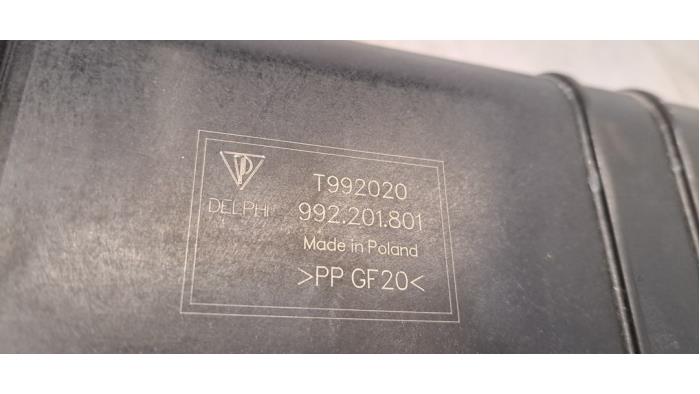 T992020
DELPHI 992.201.801
Made in Poland
>PP GF20<